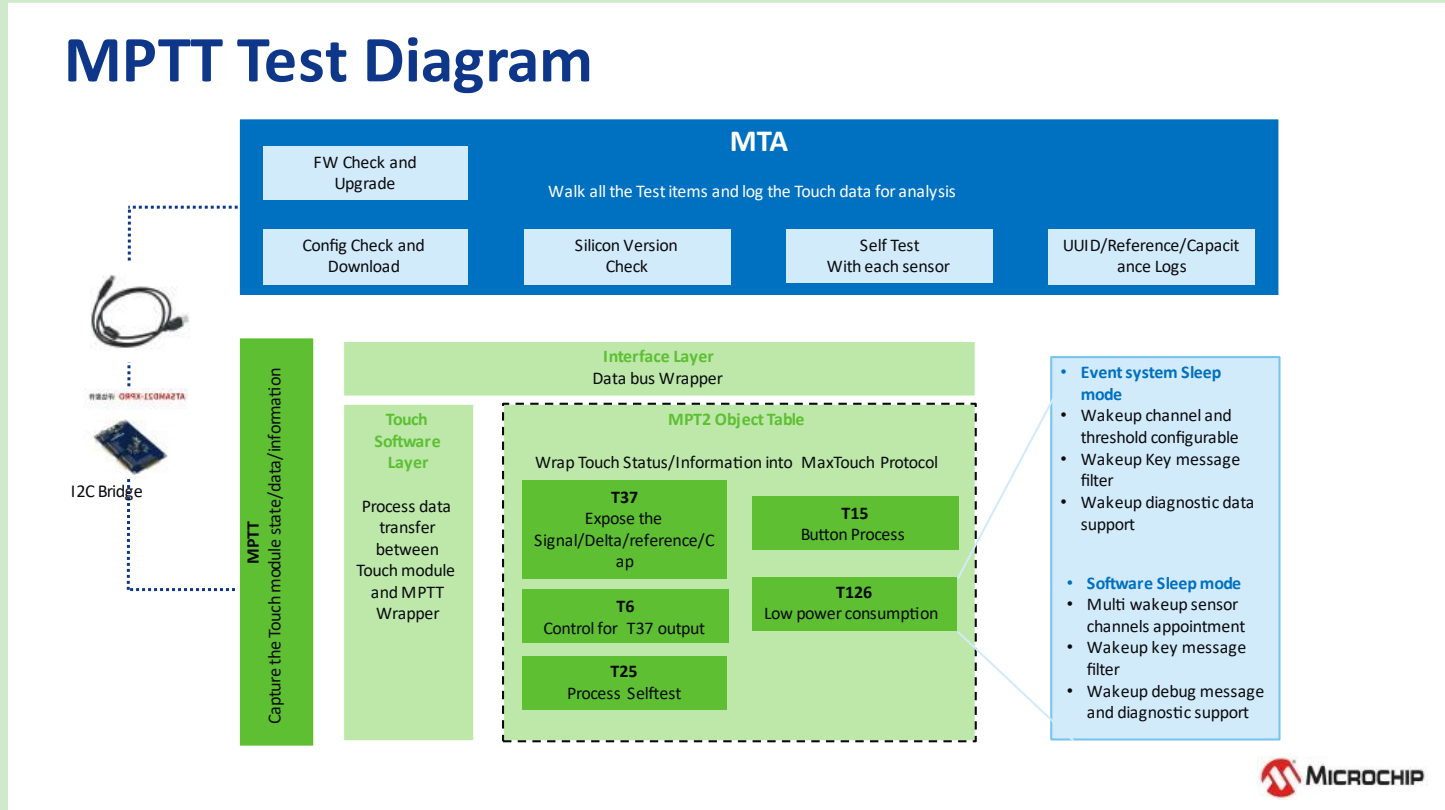 MPTT Test Diagram
MTA
FW Check and
Upgrade
Walk all the Test items and log the Touch data for analysis
Config Check and
Download
Silicon Version
Check
Self Test
With each sensor
UUID/Reference/Capacit
ance Logs
ATSAMD21-XPRO
I2C Bridge
MPTT
Capture the Touch module state/data/information
Interface Layer
Data bus Wrapper
Touch
Software
Layer
Process data
transfer
between
Touch module
and MPTT
Wrapper
MPT2 Object Table
Wrap Touch Status/Information into MaxTouch Protocol
T37
Expose the
Signal/Delta/reference/C
ap
T6
Control for T37 output
T25
Process Selftest
T15
Button Process
T126
Low power consumption
• Event system Sleep
mode
• Wakeup channel and
threshold configurable
• Wakeup Key message
filter
• Wakeup diagnostic data
support
• Software Sleep mode
• Multi wakeup sensor
channels appointment
• Wakeup key message
filter
• Wakeup debug message
and diagnostic support
MICROCHIP